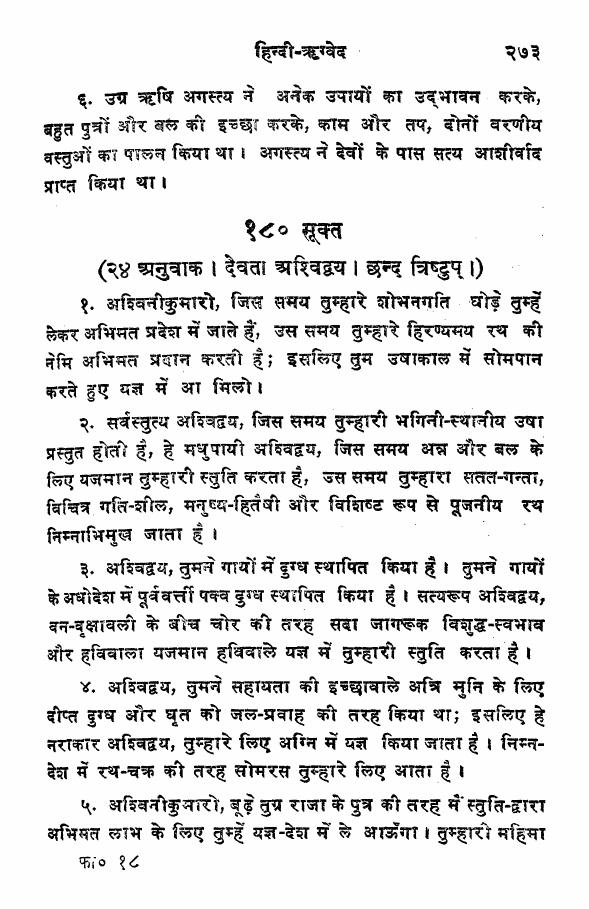 हिन्दी-ऋग्वेद २७३
६. उग्र ऋषि अगस्त्य ने अनेक उपायों का उद्भावन करके,
बहुत पुत्रों और बल की इच्छा करके, काम और तप, दोनों वरणीय
वस्तुओं का पालन किया था। अगस्त्य ने देवों के पास सत्य आशीर्वाद
प्राप्त किया था।
१८० सूक्त
(२४ अनुवाक। देवता अश्विद्वय। छन्द त्रिष्टुप्।)
१. अश्विनीकुमारो, जिस समय तुम्हारे शोभनगति घोड़े तुम्हें
लेकर अभिमत प्रदेश में जाते हैं, उस समय तुम्हारे हिरण्यमय रथ की
नेमि अभिमत प्रदान करती है; इसलिए तुम उषाकाल में सोमपान
करते हुए यज्ञ में आ मिलो।
२. सर्वस्तुत्य अश्विद्वय, जिस समय तुम्हारी भगिनी-स्थानीय उषा
प्रस्तुत होती है, हे मधुपायी अश्विद्वय, जिस समय अन्न और बल के
लिए यजमान तुम्हारी स्तुति करता है, उस समय तुम्हारा सतत-गन्ता,
विचित्र गति-शील, मनुष्य-हितैषी और विशिष्ट रूप से पूजनीय रथ
निम्नाभिमुख जाता है।
३. अश्विद्वय, तुमने गायों में दुग्ध स्थापित किया है। तुमने गायों
के अधोदेश में पूर्ववर्त्ती पक्व दुग्ध स्थापित किया है। सत्यरूप अश्विद्वय,
वन-वृक्षावली के बीच चोर की तरह सदा जागरूक विशुद्ध-स्वभाव
और हविवाला यजमान हविवाले यज्ञ में तुम्हारी स्तुति करता है।
४. अश्विद्वय, तुमने सहायता की इच्छावाले अत्रि मुनि के लिए
दीप्त दुग्ध और घृत को जल-प्रवाह की तरह किया था; इसलिए हे
नराकार अश्विद्वय, तुम्हारे लिए अग्नि में यज्ञ किया जाता है। निम्न-
देश में रथ-चक्र की तरह सोमरस तुम्हारे लिए आता है।
५. अश्विनीकुमारो, बूढ़े तुग्र राजा के पुत्र की तरह मैं स्तुति-द्वारा
अभिमत लाभ के लिए तुम्हें यज्ञ-देश में ले आऊँगा। तुम्हारी महिमा
फा० १८